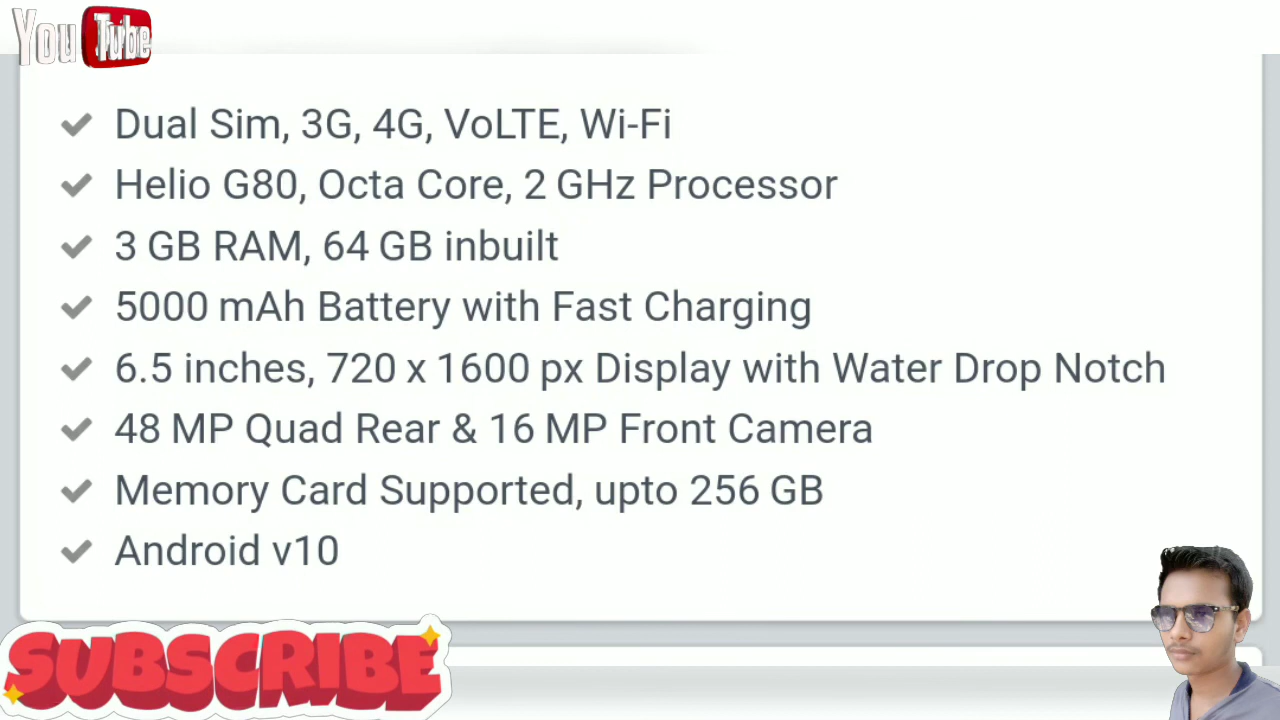 YouTube
Dual Sim, 3G, 4G, VoLTE, Wi-Fi
Helio G80, Octa Core, 2 GHz Processor
3 GB RAM, 64 GB inbuilt
5000 mAh Battery with Fast Charging
6.5 inches, 720 x 1600 px Display with Water Drop Notch
48 MP Quad Rear & 16 MP Front Camera
Memory Card Supported, upto 256 GB
Android v10
SUBSCRIBE